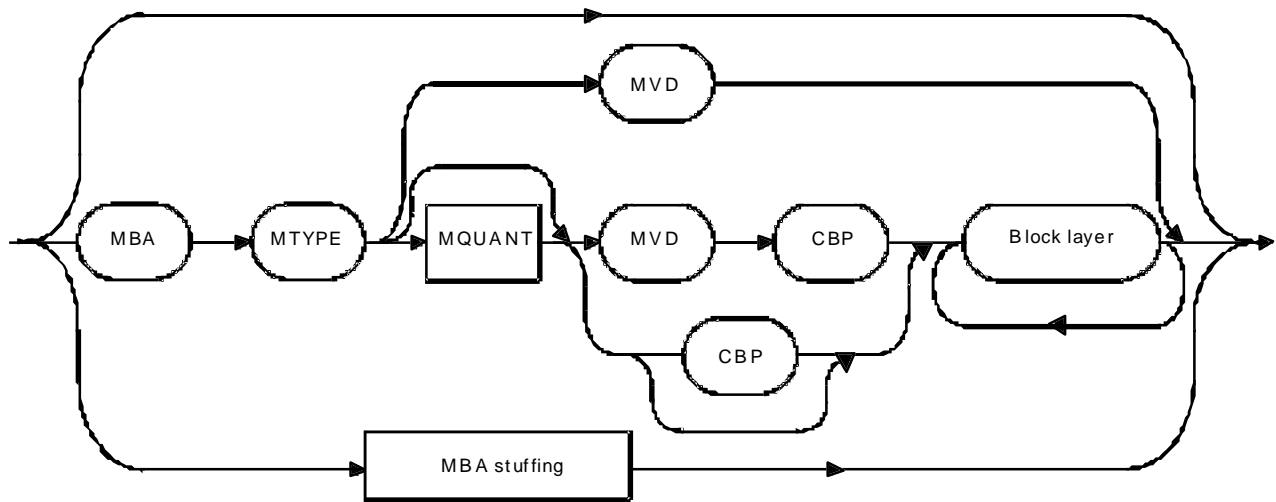 MVD
MBA
MTYPE
MQUANT
MVD
CBP
Block layer
CBP
MBA stuffing